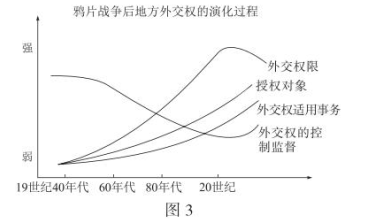 鸦片战争后地方外交权的演化过程
强
外交权限
授权对象
外交权适用事务
外交权的控
制监督
弱
19世纪40年代 60年代 80年代 20世纪
图3